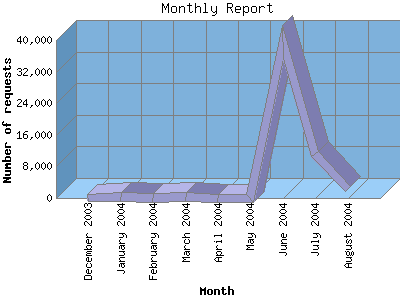 Monthly Report
Number of requests
40,000
32,000
24,000
16,000
8,000
0
December 2003
January 2004
February 2004
March 2004
April 2004
May 2004
June 2004
July 2004
August 2004
Month